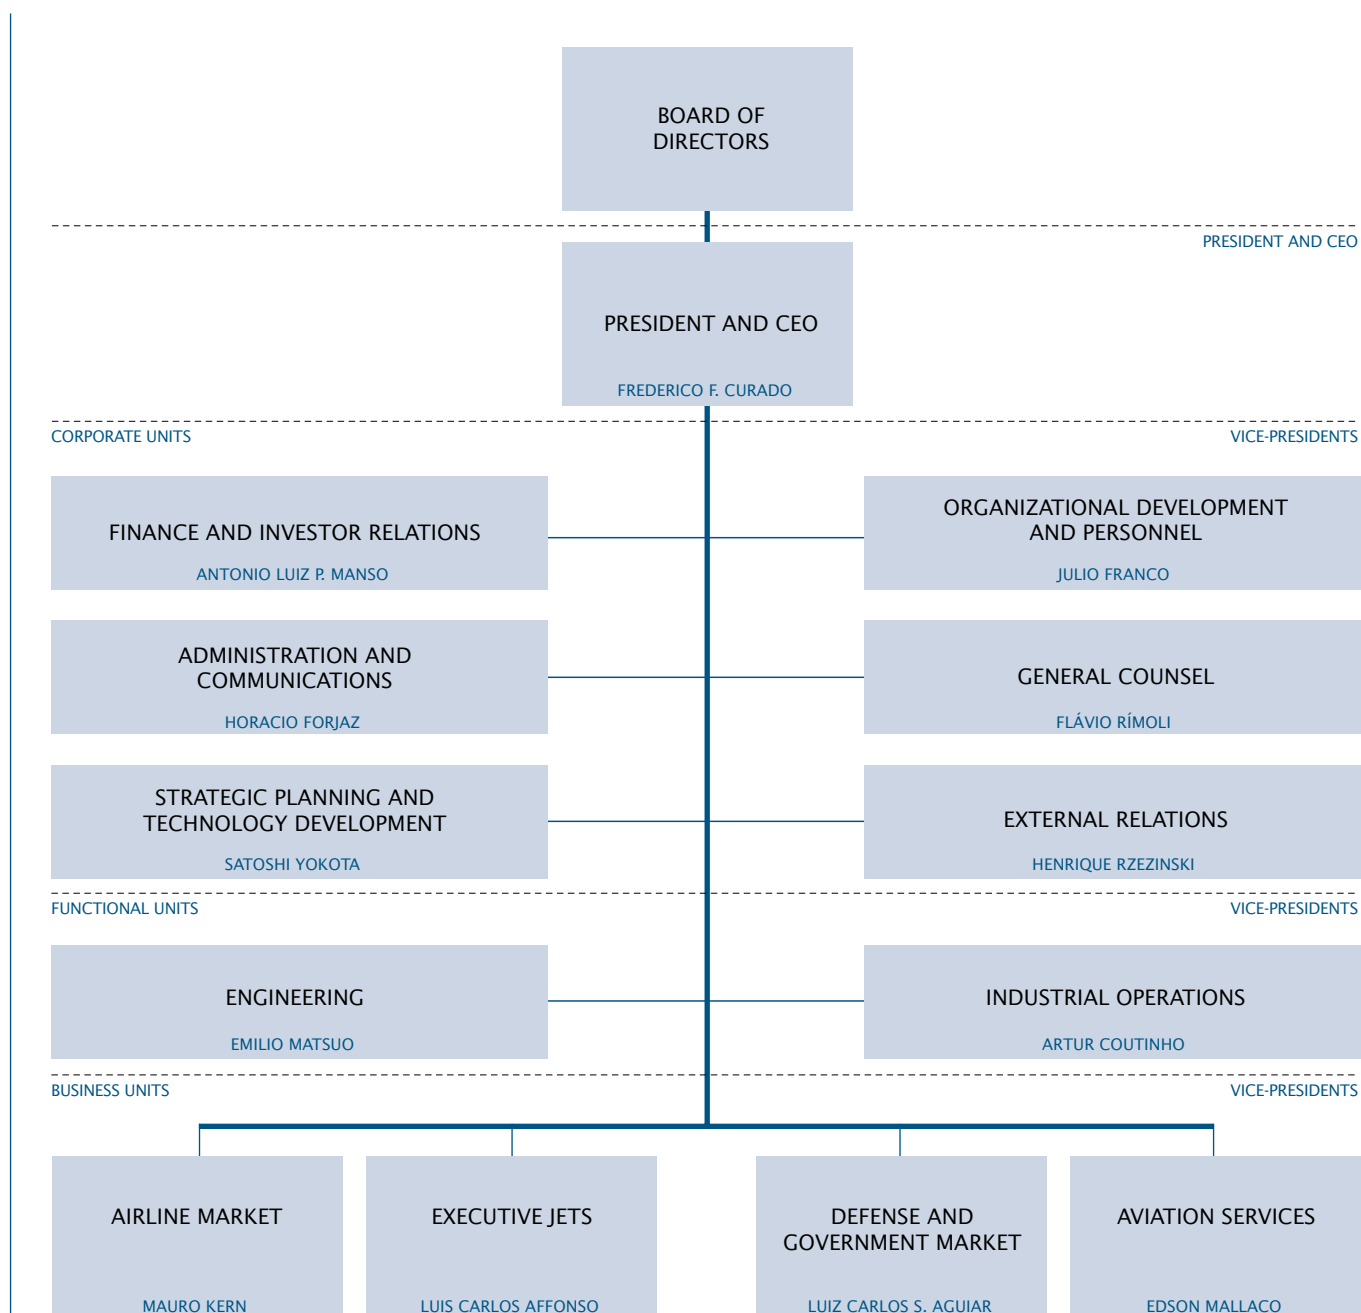 BOARD OF
DIRECTORS
PRESIDENT AND CEO
PRESIDENT AND CEO
FREDERICO F. CURADO
CORPORATE UNITS
VICE-PRESIDENTS
FINANCE AND INVESTOR RELATIONS
ANTONIO LUIZ P. MANSO
ORGANIZATIONAL DEVELOPMENT
AND PERSONNEL
JULIO FRANCO
ADMINISTRATION AND
COMMUNICATIONS
HORACIO FORJAZ
GENERAL COUNSEL
FLÁVIO RÍMOLI
STRATEGIC PLANNING AND
TECHNOLOGY DEVELOPMENT
SATOSHI YOKOTA
EXTERNAL RELATIONS
HENRIQUE RZEZINSKI
FUNCTIONAL UNITS
VICE-PRESIDENTS
ENGINEERING
EMILIO MATSUO
INDUSTRIAL OPERATIONS
ARTUR COUTINHO
BUSINESS UNITS
VICE-PRESIDENTS
AIRLINE MARKET
MAURO KERN
EXECUTIVE JETS
LUIS CARLOS AFFONSO
DEFENSE AND
GOVERNMENT MARKET
LUIZ CARLOS S. AGUIAR
AVIATION SERVICES
EDSON MALLACO